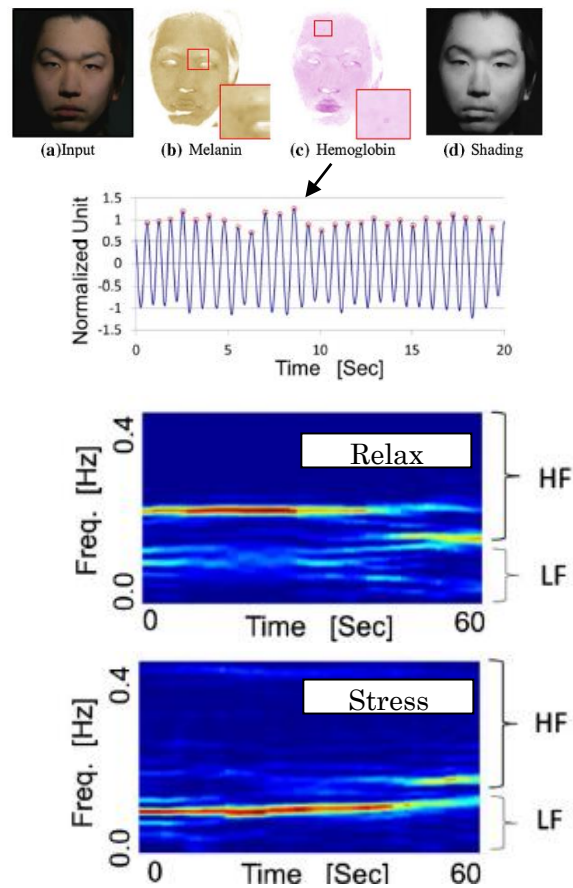 (a)Input (b) Melanin (c) Hemoglobin (d) Shading
Normalized Unit
1.5
1
0.5
0
-0.5
-1
-1.5
0 5 10 15 20
Time [Sec]
Relax
Freq. [Hz]
0.4
0.0
HF
LF
0 Time [Sec] 60
Stress
Freq. [Hz]
0.4
0.0
HF
LF
0 Time [Sec] 60